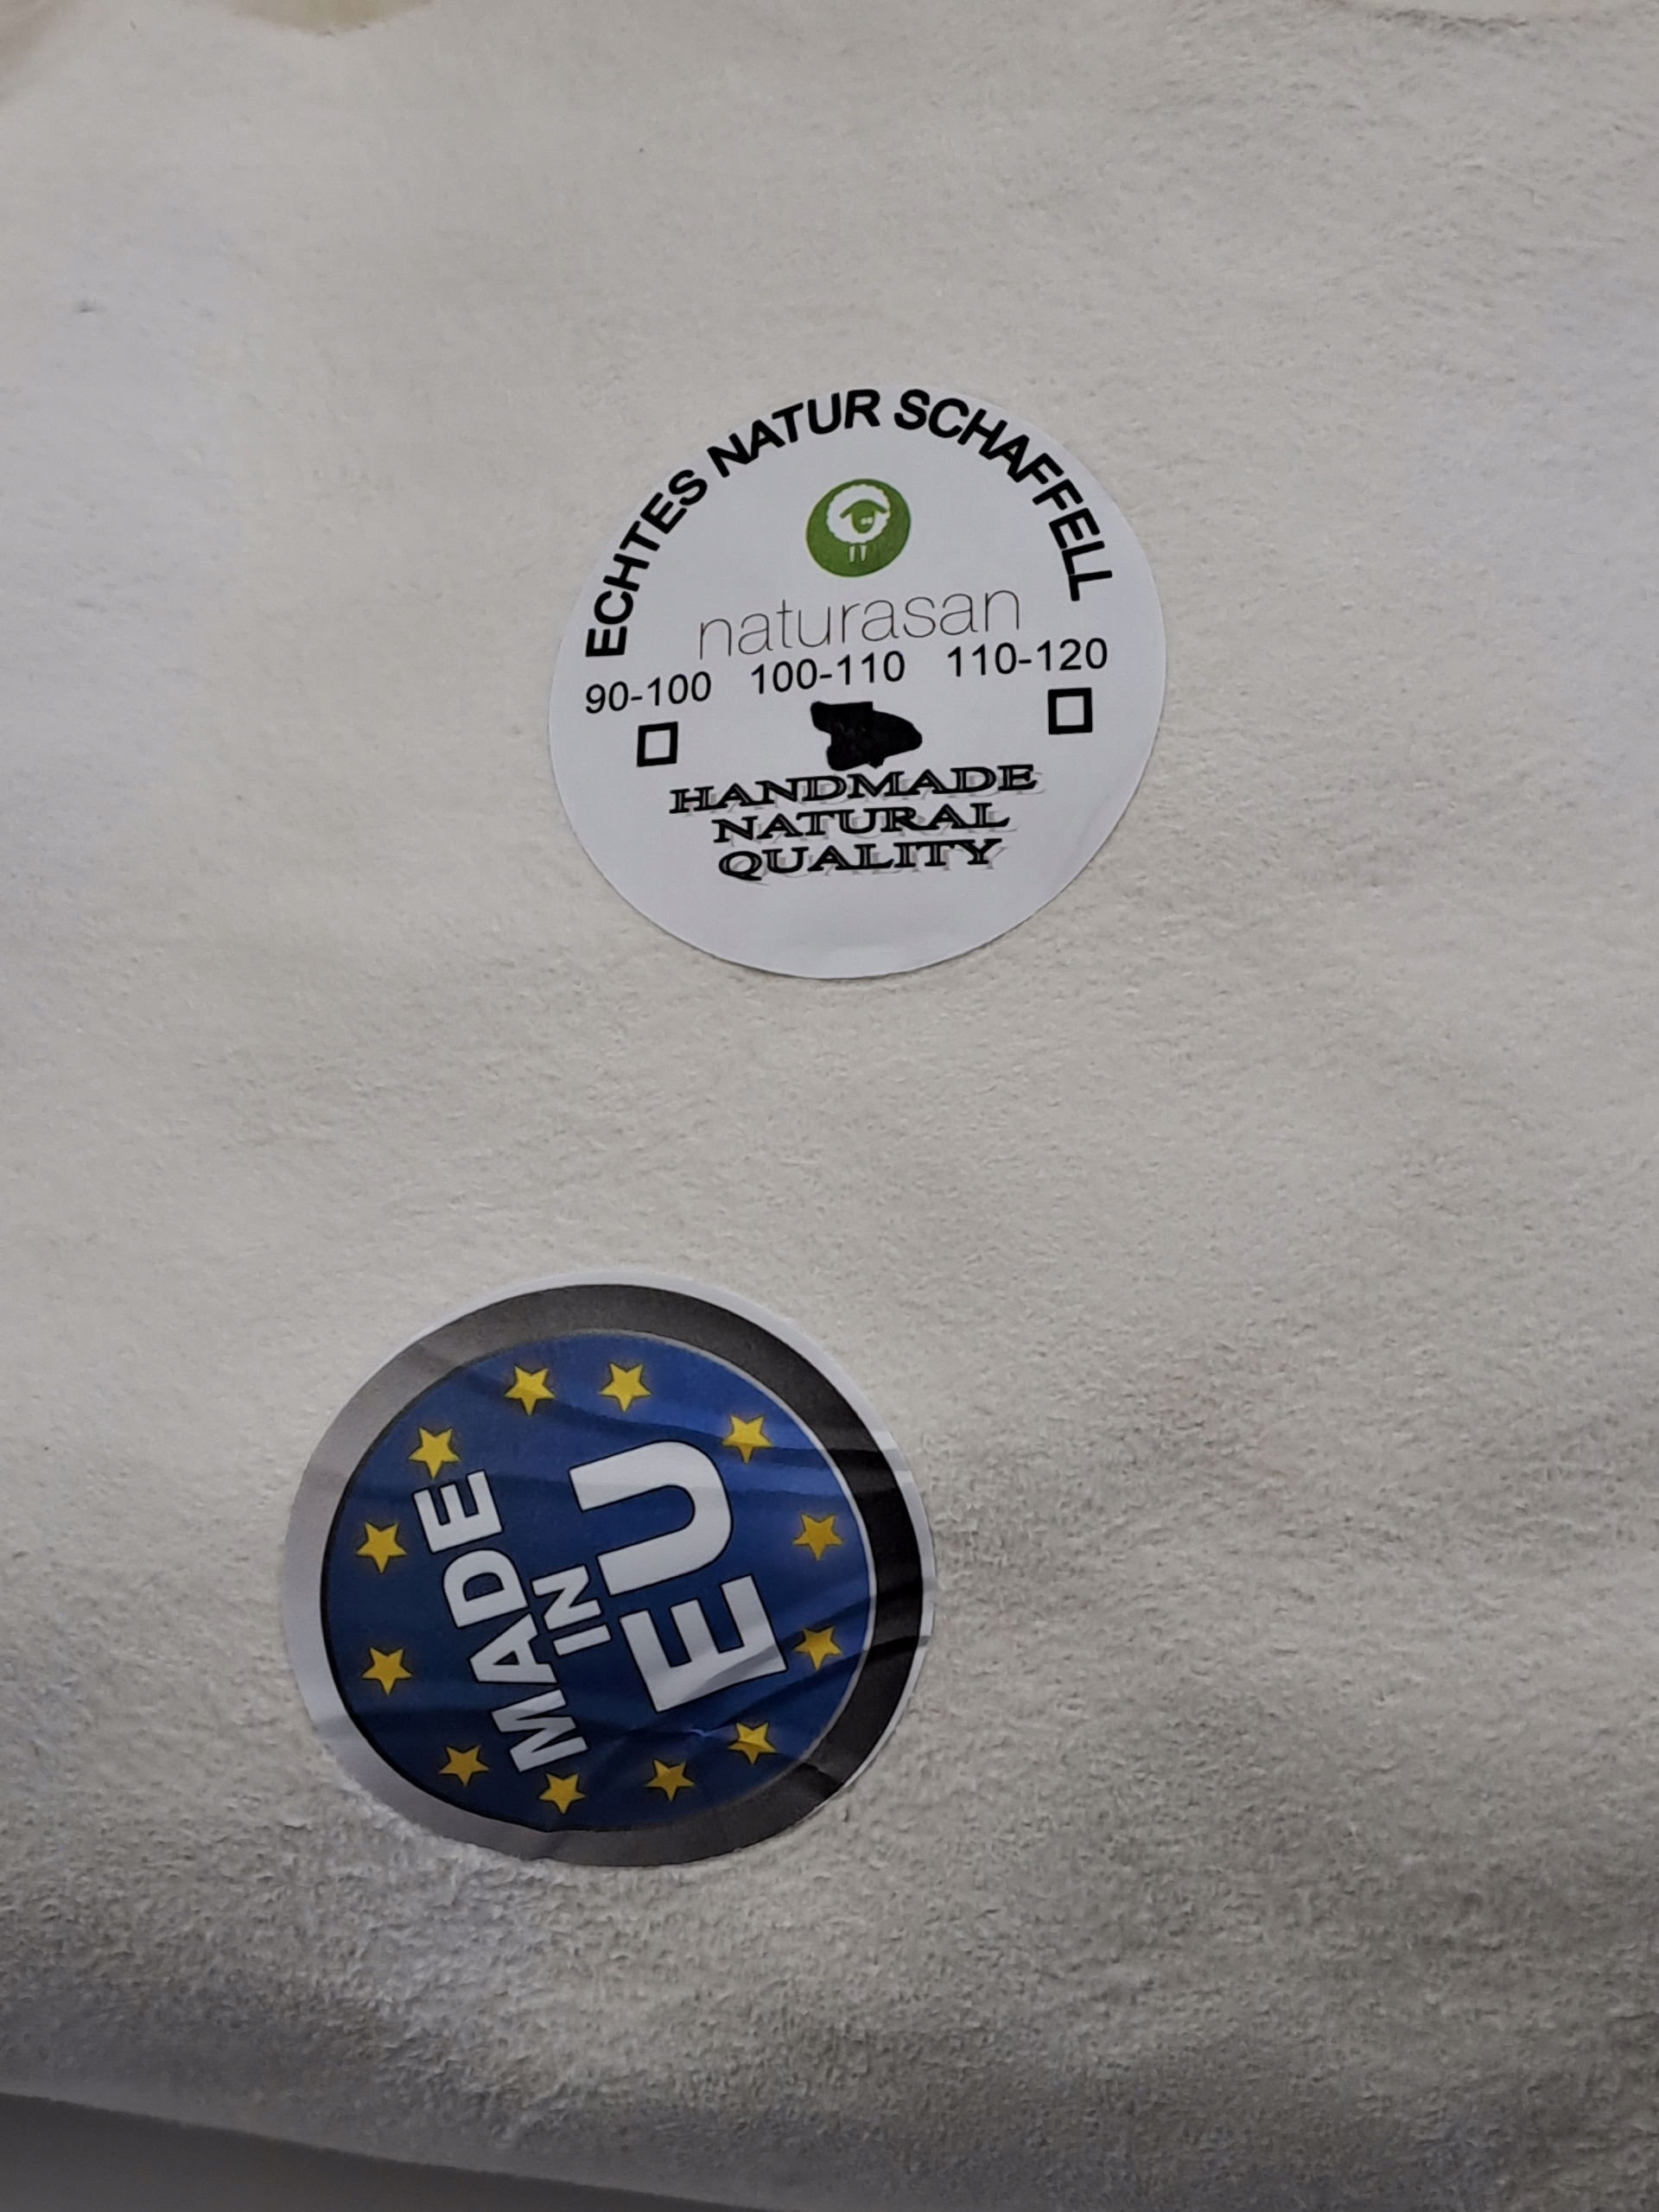 ECHTES NATUR SCHAFFELL
naturasan
90-100 100-110 110-120
HANDMADE
NATURAL
QUALITY
MADE
IN
EU